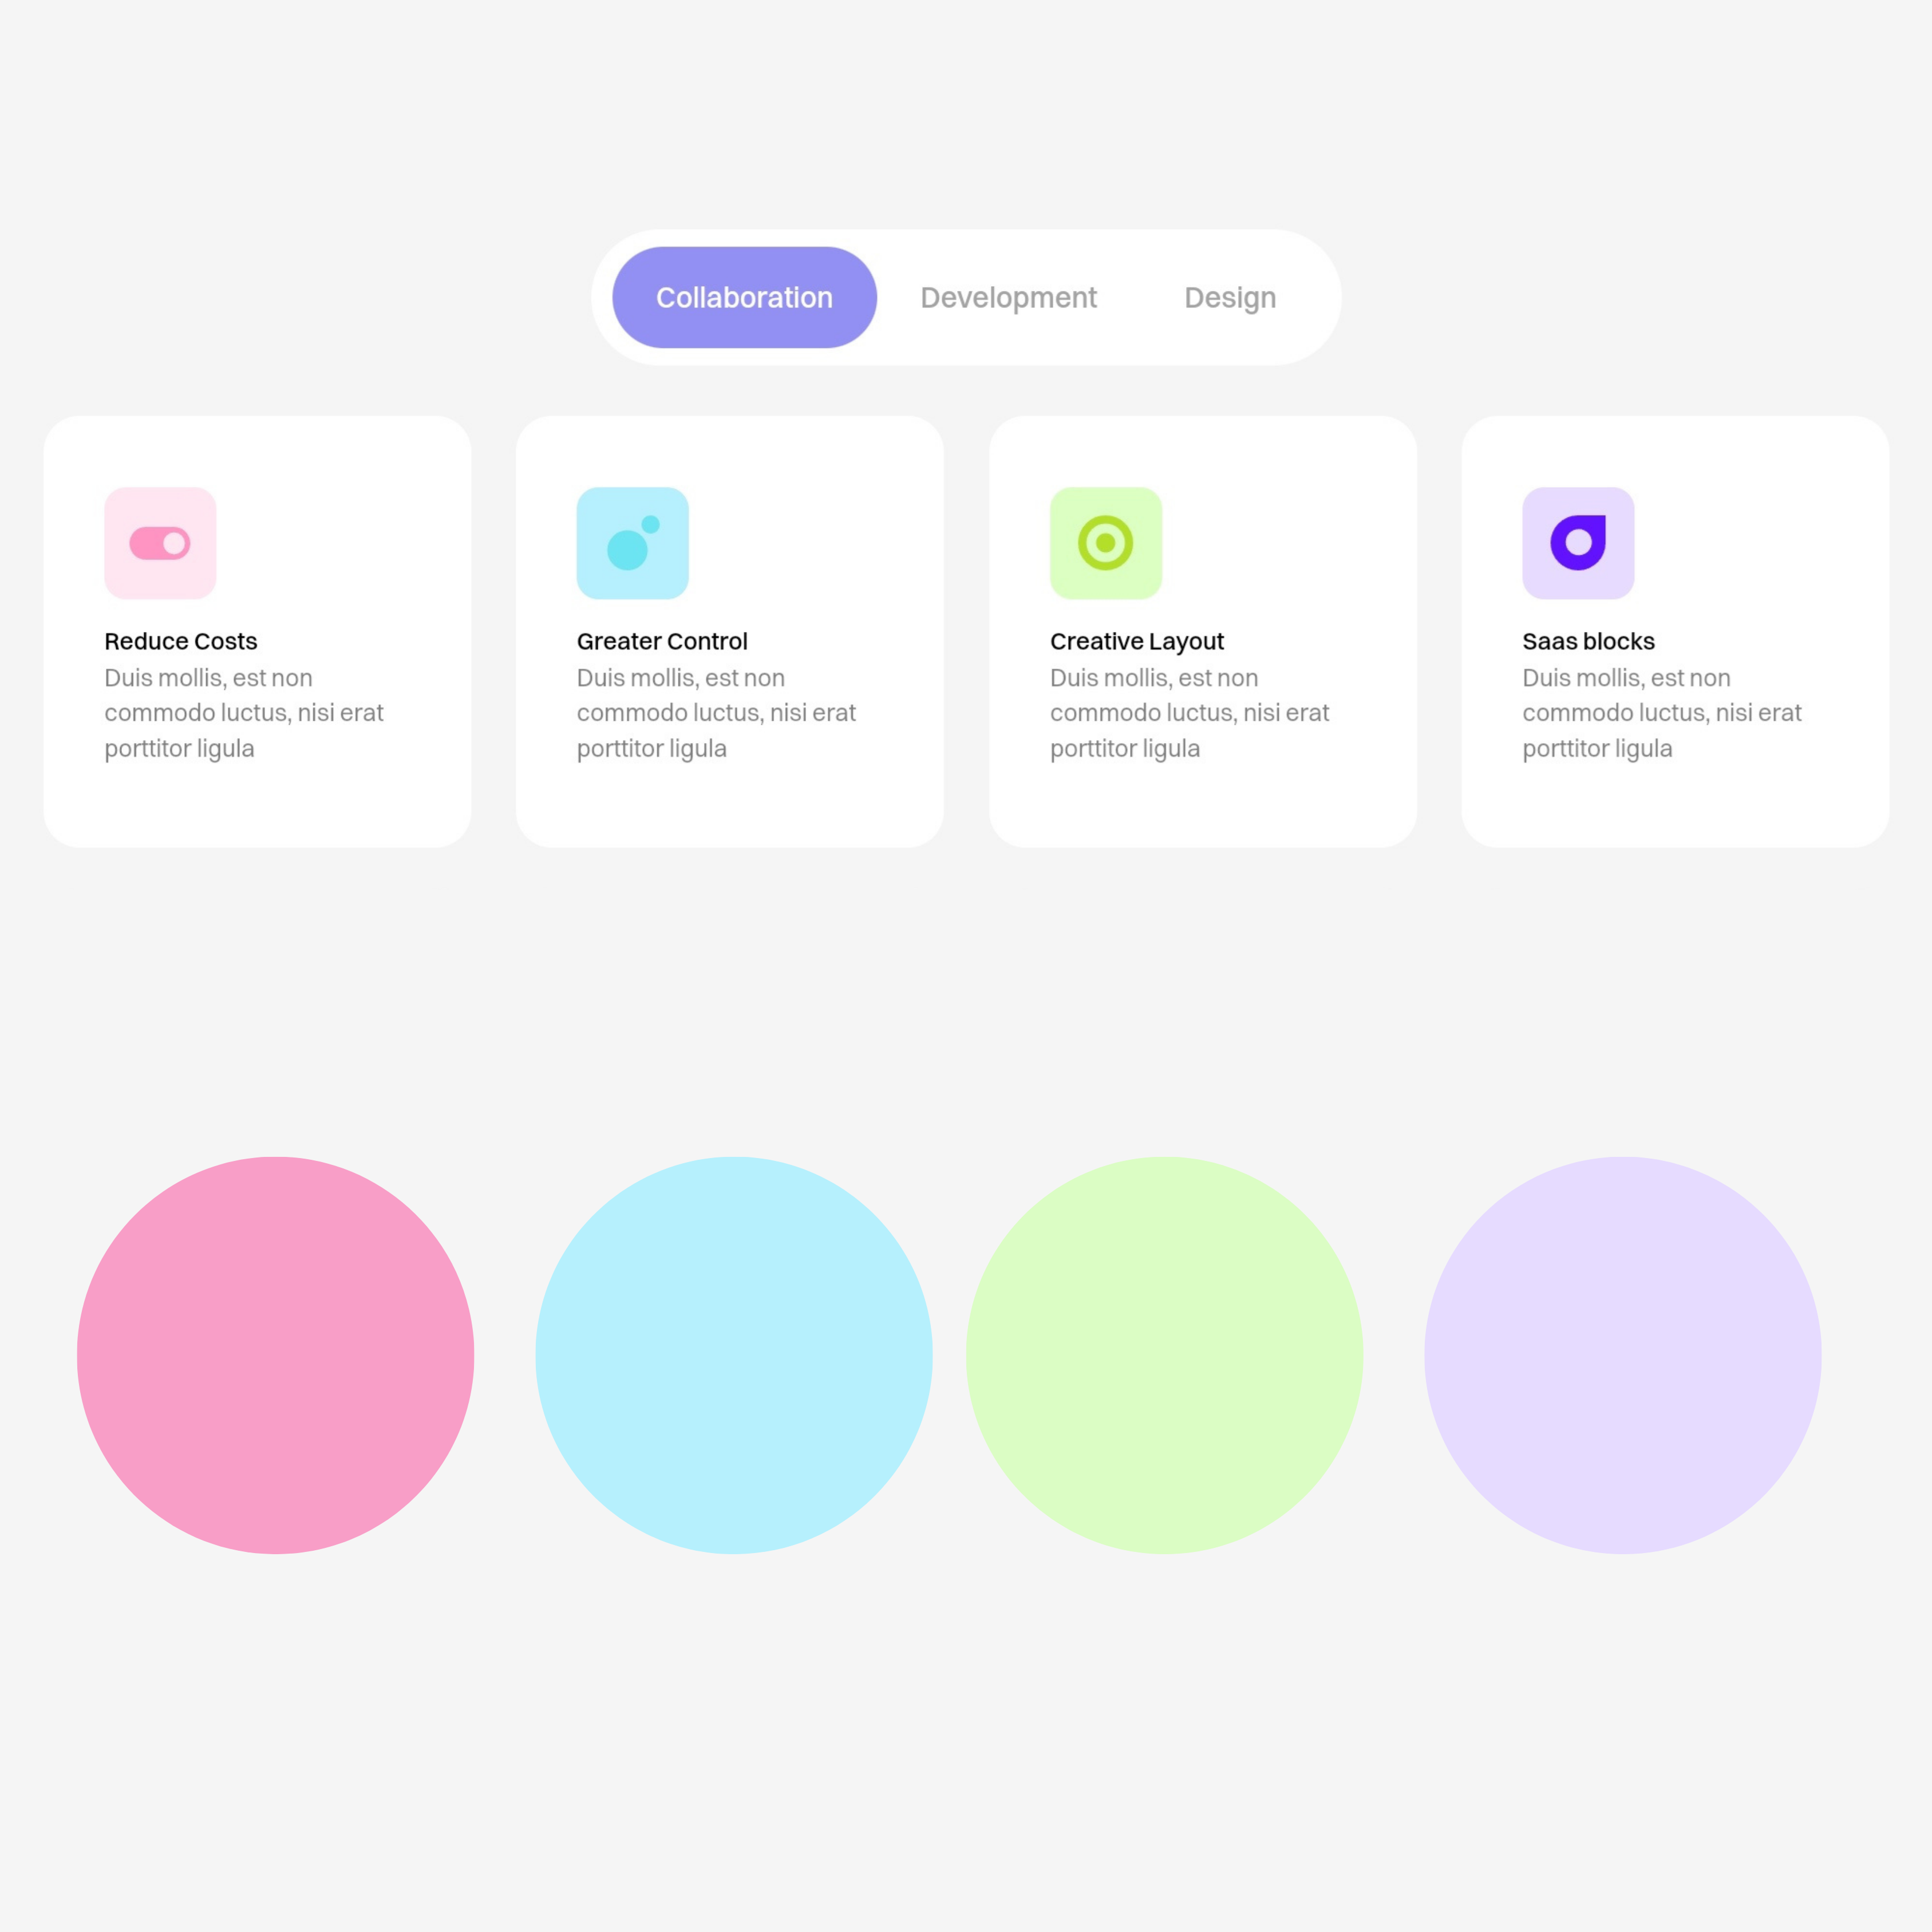 Collaboration Development Design
Reduce Costs
Duis mollis, est non
commodo luctus, nisi erat
porttitor ligula
Greater Control
Duis mollis, est non
commodo luctus, nisi erat
porttitor ligula
Creative Layout
Duis mollis, est non
commodo luctus, nisi erat
porttitor ligula
Saas blocks
Duis mollis, est non
commodo luctus, nisi erat
porttitor ligula